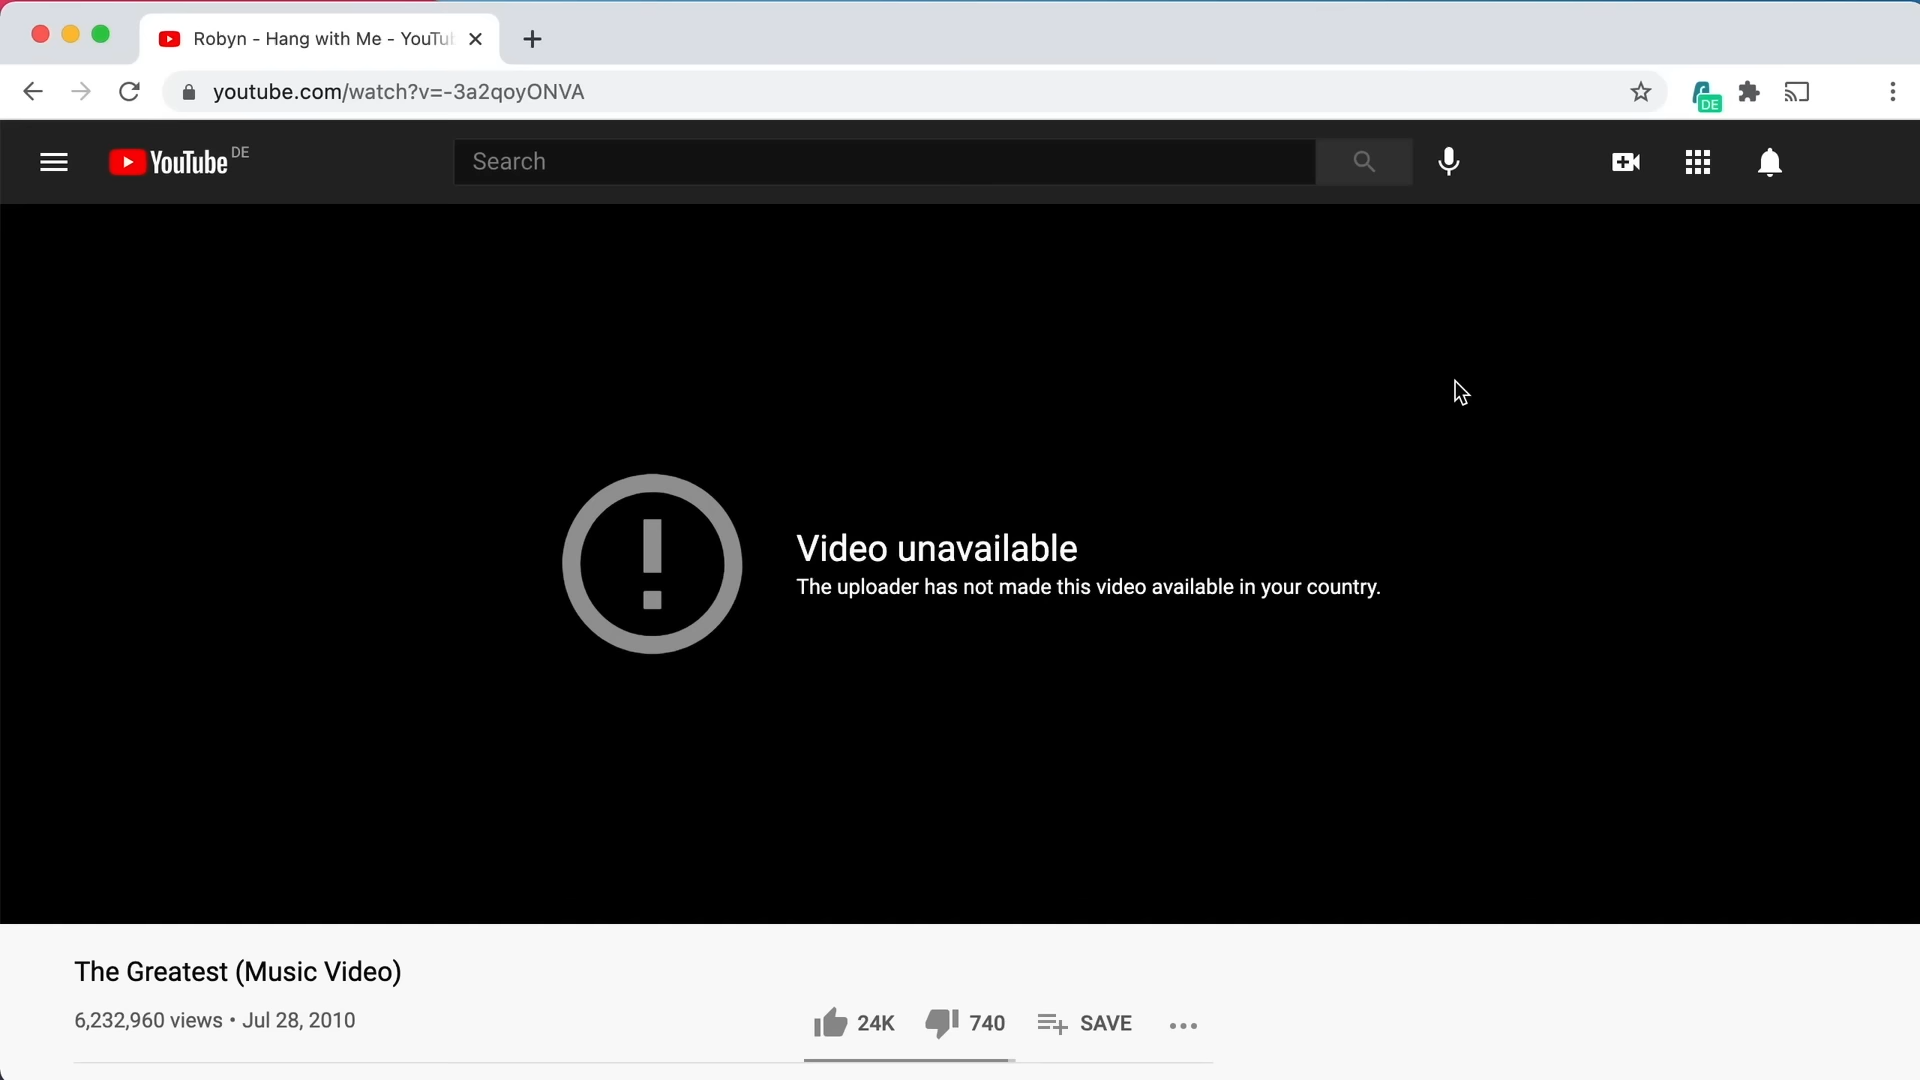 Robyn - Hang with Me - YouTu
youtube.com/watch?v=-3a2qoyONVA
DE
YouTube DE
Search
Video unavailable
The uploader has not made this video available in your country.
The Greatest (Music Video)
6,232,960 views • Jul 28, 2010
24K 740 SAVE